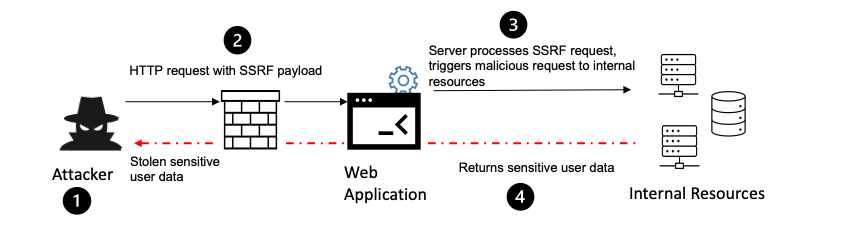 2
3
HTTP request with SSRF payload
Server processes SSRF request,
triggers malicious request to internal
resources
Stolen sensitive
user data
Attacker
1
Web
Application
Returns sensitive user data
4
Internal Resources